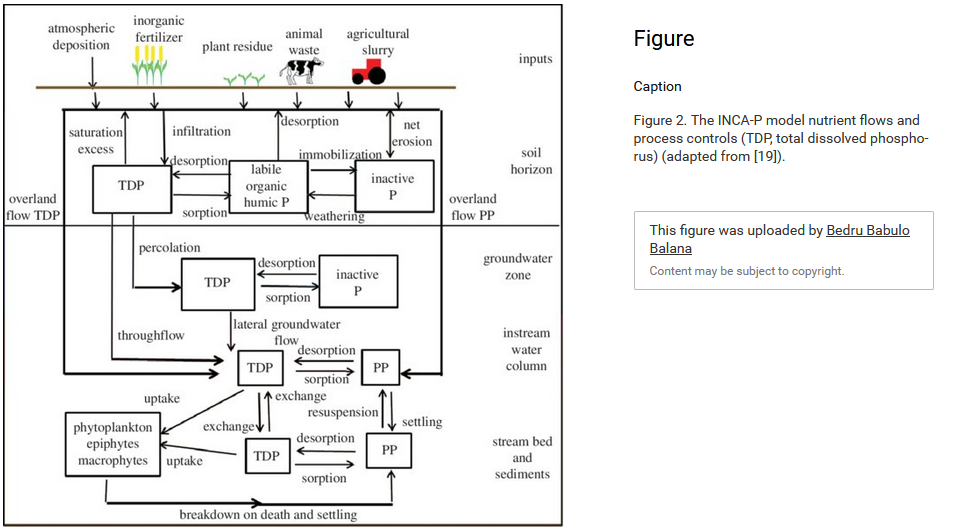 atmospheric
deposition
inorganic
fertilizer
plant residue
animal
waste
agricultural
slurry
inputs
saturation
excess
infiltration
desorption
net
erosion
soil
horizon
TDP
desorption
sorption
labile
organic
humic P
immobilization
weathering
inactive
P
overland
flow TDP
overland
flow PP
percolation
groundwater
zone
TDP
desorption
sorption
inactive
P
throughflow
lateral groundwater
flow
instream
water
column
TDP
desorption
sorption
PP
uptake
exchange
exchange
resuspension
settling
phytoplankton
epiphytes
macrophytes
uptake
TDP
desorption
sorption
PP
stream bed
and
sediments
breakdown on death and settling
Figure
Caption
Figure 2. The INCA-P model nutrient flows and
process controls (TDP, total dissolved phospho-
rus) (adapted from [19]).
This figure was uploaded by Bedru Babulo
Balana
Content may be subject to copyright.